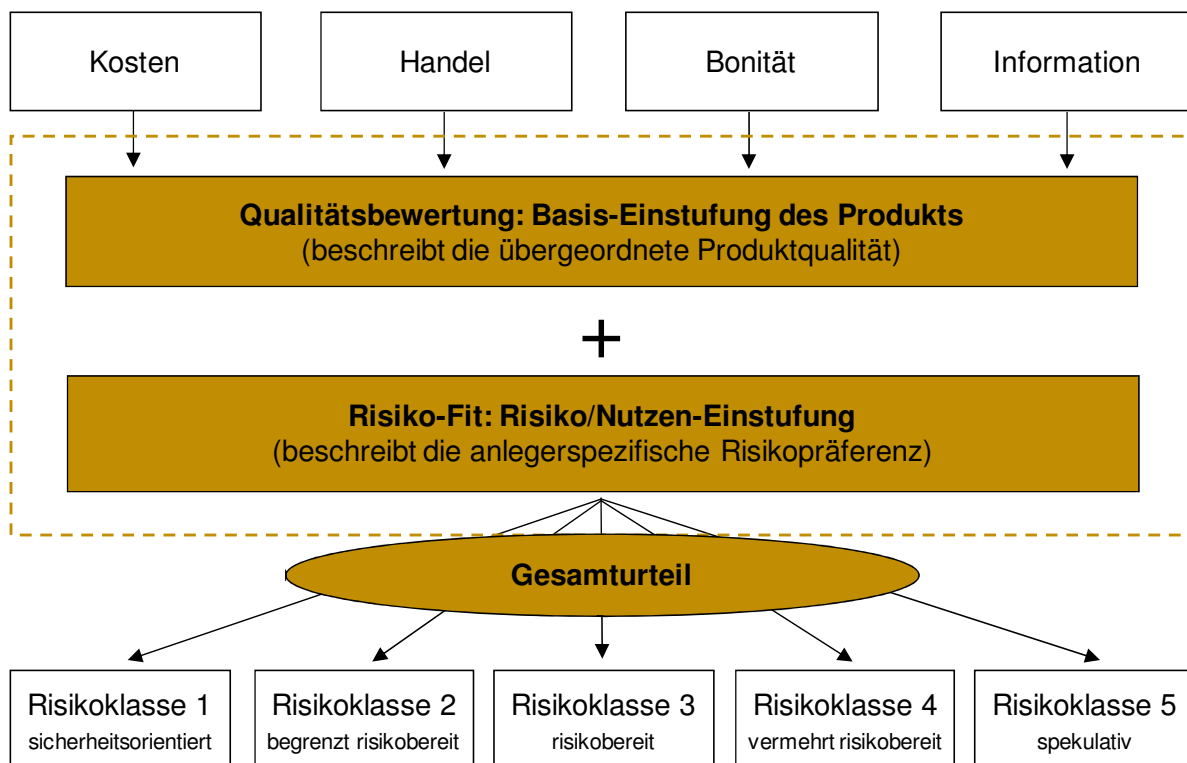 Kosten
Handel
Bonität
Information
Qualitätsbewertung: Basis-Einstufung des Produkts
(beschreibt die übergeordnete Produktqualität)
+
Risiko-Fit: Risiko/Nutzen-Einstufung
(beschreibt die anlegerspezifische Risikopräferenz)
Gesamturteil
Risikoklasse 1
sicherheitsorientiert
Risikoklasse 2
begrenzt risikobereit
Risikoklasse 3
risikobereit
Risikoklasse 4
vermehrt risikobereit
Risikoklasse 5
spekulativ